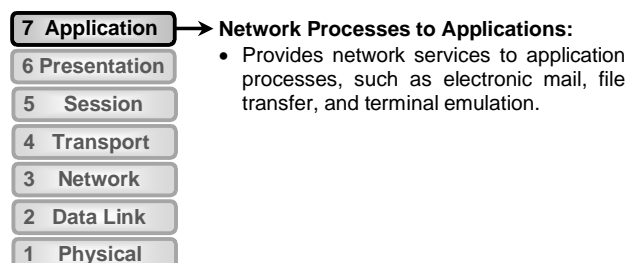 7 Application
Network Processes to Applications:
• Provides network services to application
processes, such as electronic mail, file
transfer, and terminal emulation.
6 Presentation
5 Session
4 Transport
3 Network
2 Data Link
1 Physical